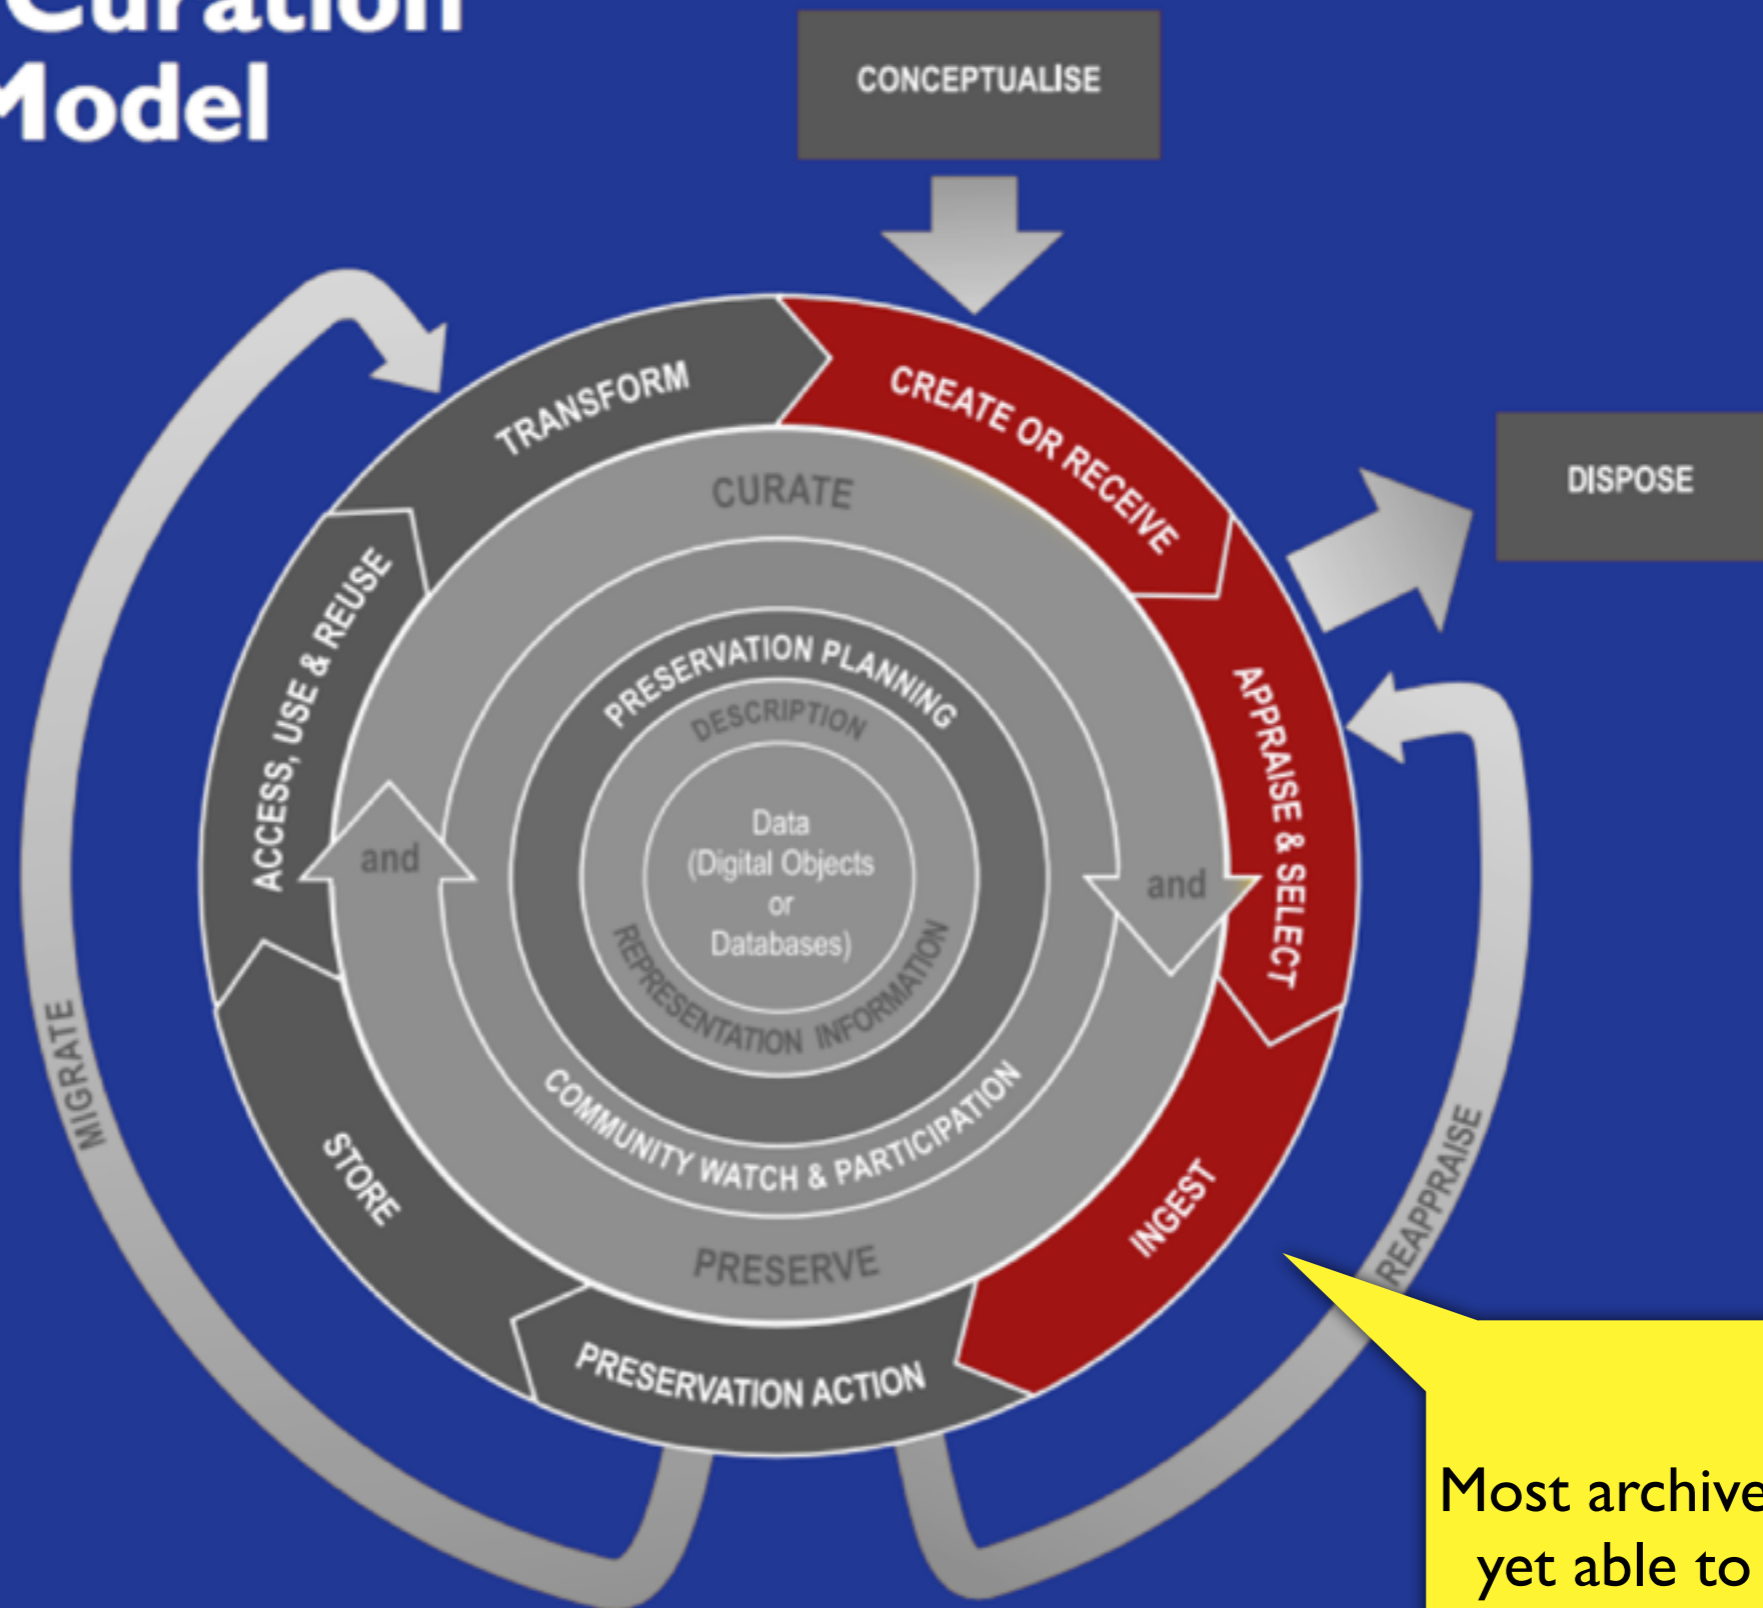 Curation
Model
CONCEPTUALISE
DISPOSE
TRANSFORM
CREATE OR RECEIVE
APPRAISE & SELECT
INGEST
PRESERVATION ACTION
STORE
ACCESS, USE & REUSE
CURATE
and
PRESERVE
and
PRESERVATION PLANNING
COMMUNITY WATCH & PARTICIPATION
DESCRIPTION
REPRESENTATION INFORMATION
Data
(Digital Objects
or
Databases)
MIGRATE
REAPPRAISE
Most archive
yet able to